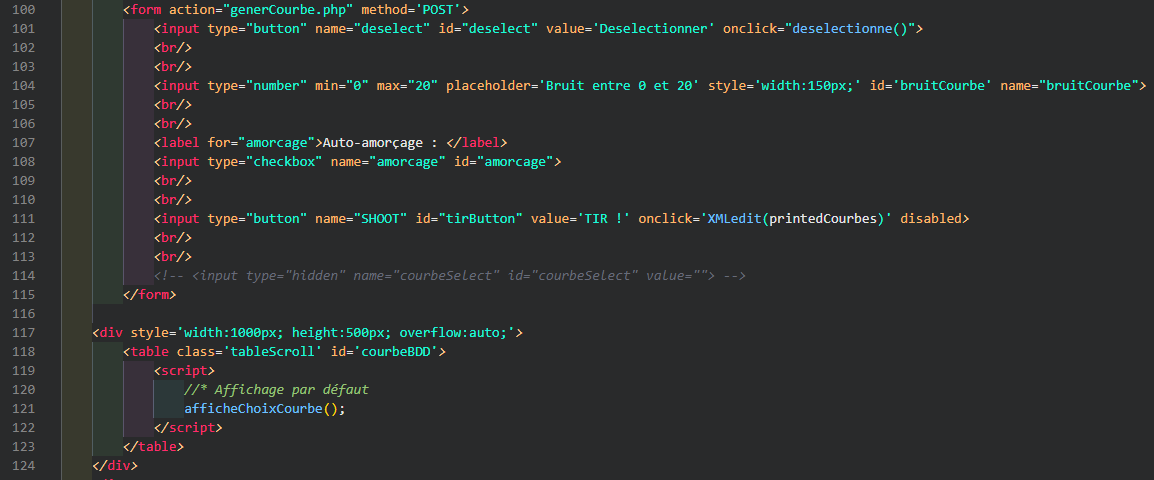 100 <form action="generCourbe.php" method='POST'>
101 <input type="button" name="deselect" id="deselect" value='Deselectionner' onclick="deselectionne()">
102 <br/>
103 <br/>
104 <input type="number" min="0" max="20" placeholder='Bruit entre 0 et 20' style='width:150px;' id='bruitCourbe' name="bruitCourbe">
105 <br/>
106 <br/>
107 <label for="amorcage">Auto-amorçage : </label>
108 <input type="checkbox" name="amorcage" id="amorcage">
109 <br/>
110 <br/>
111 <input type="button" name="SHOOT" id="tirButton" value='TIR !' onclick='XMLedit(printedCourbes)' disabled>
112 <br/>
113 <br/>
114 <!-- <input type="hidden" name="courbeSelect" id="courbeSelect" value=""> -->
115 </form>
116
117 <div style='width:1000px; height:500px; overflow:auto;'>
118 <table class='tableScroll' id='courbeBDD'>
119 <script>
120 //* Affichage par défaut
121 afficheChoixCourbe();
122 </script>
123 </table>
124 </div>